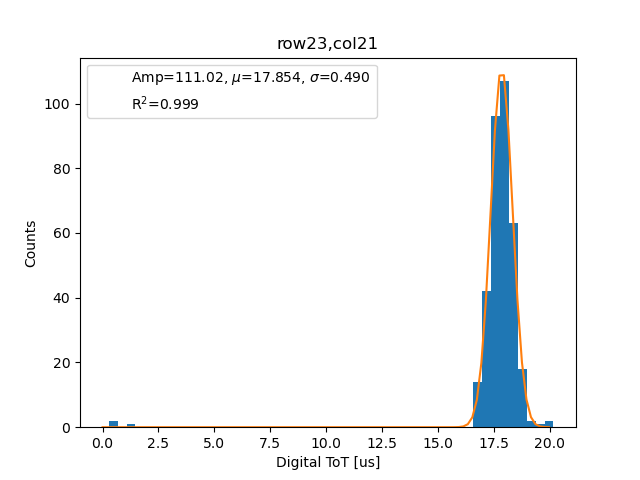 row23,col21
Amp=111.02, μ=17.854, σ=0.490
R²=0.999
Counts
100
80
60
40
20
0
0.0 2.5 5.0 7.5 10.0 12.5 15.0 17.5 20.0
Digital ToT [us]